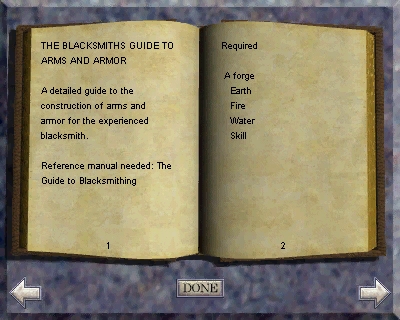 THE BLACKSMITHS GUIDE TO
ARMS AND ARMOR
A detailed guide to the
construction of arms and
armor for the experienced
blacksmith.
Reference manual needed: The
Guide to Blacksmithing
1
Required
A forge
Earth
Fire
Water
Skill
2
DONE